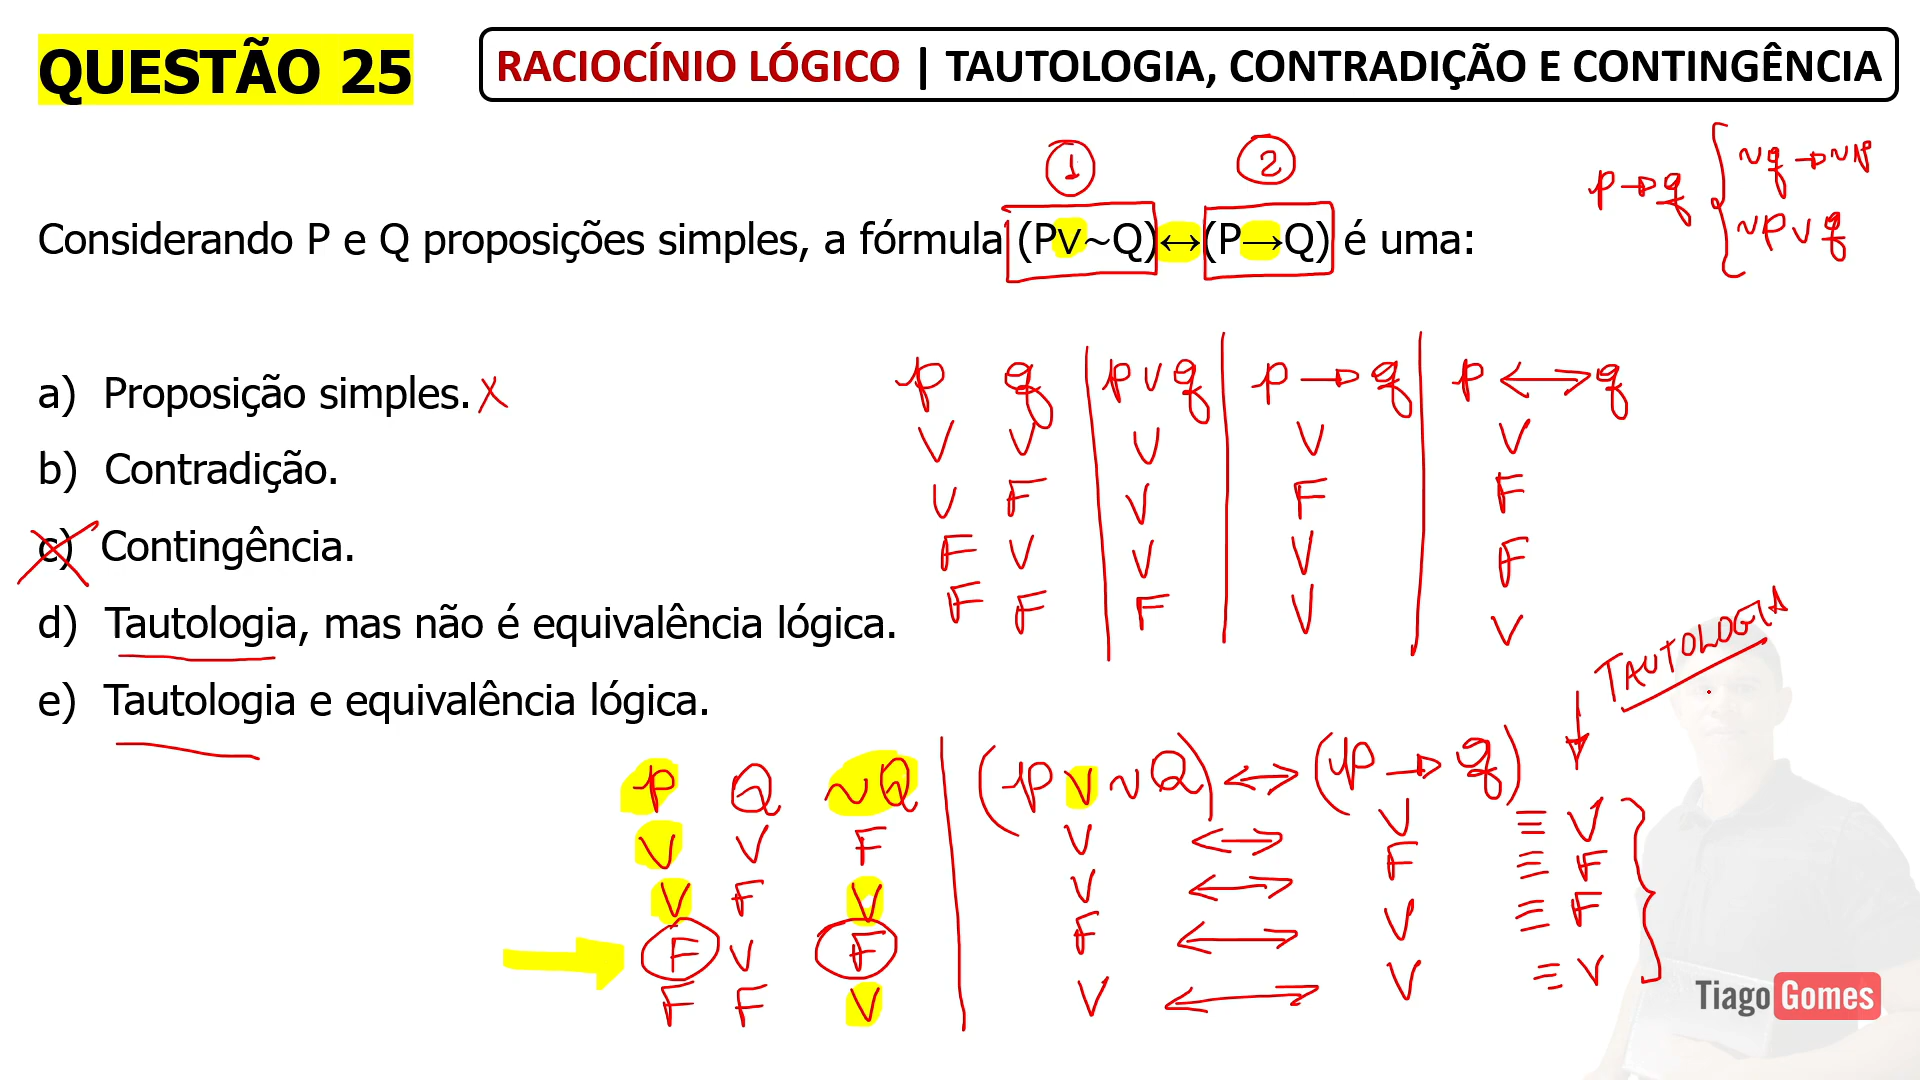 QUESTÃO 25
RACIOCÍNIO LÓGICO | TAUTOLOGIA, CONTRADIÇÃO E CONTINGÊNCIA
1 2
p → q { ~q → ~p
~p v q
Considerando P e Q proposições simples, a fórmula (P∨~Q)↔(P→Q) é uma:
a) Proposição simples. X
b) Contradição.
c) Contingência.
d) Tautologia, mas não é equivalência lógica.
e) Tautologia e equivalência lógica.
p q | p v q | p → q | p ↔ q
V V V V V
V F V F F
F V V V F
F F F V V
TAUTOLOGIA
P Q ~Q | (P v ~Q) ↔ (P → q)
V V F V ↔ V ≡ V
V F V V ↔ F ≡ F
F V F F ↔ V ≡ F
F F V V ↔ V ≡ V
Tiago Gomes